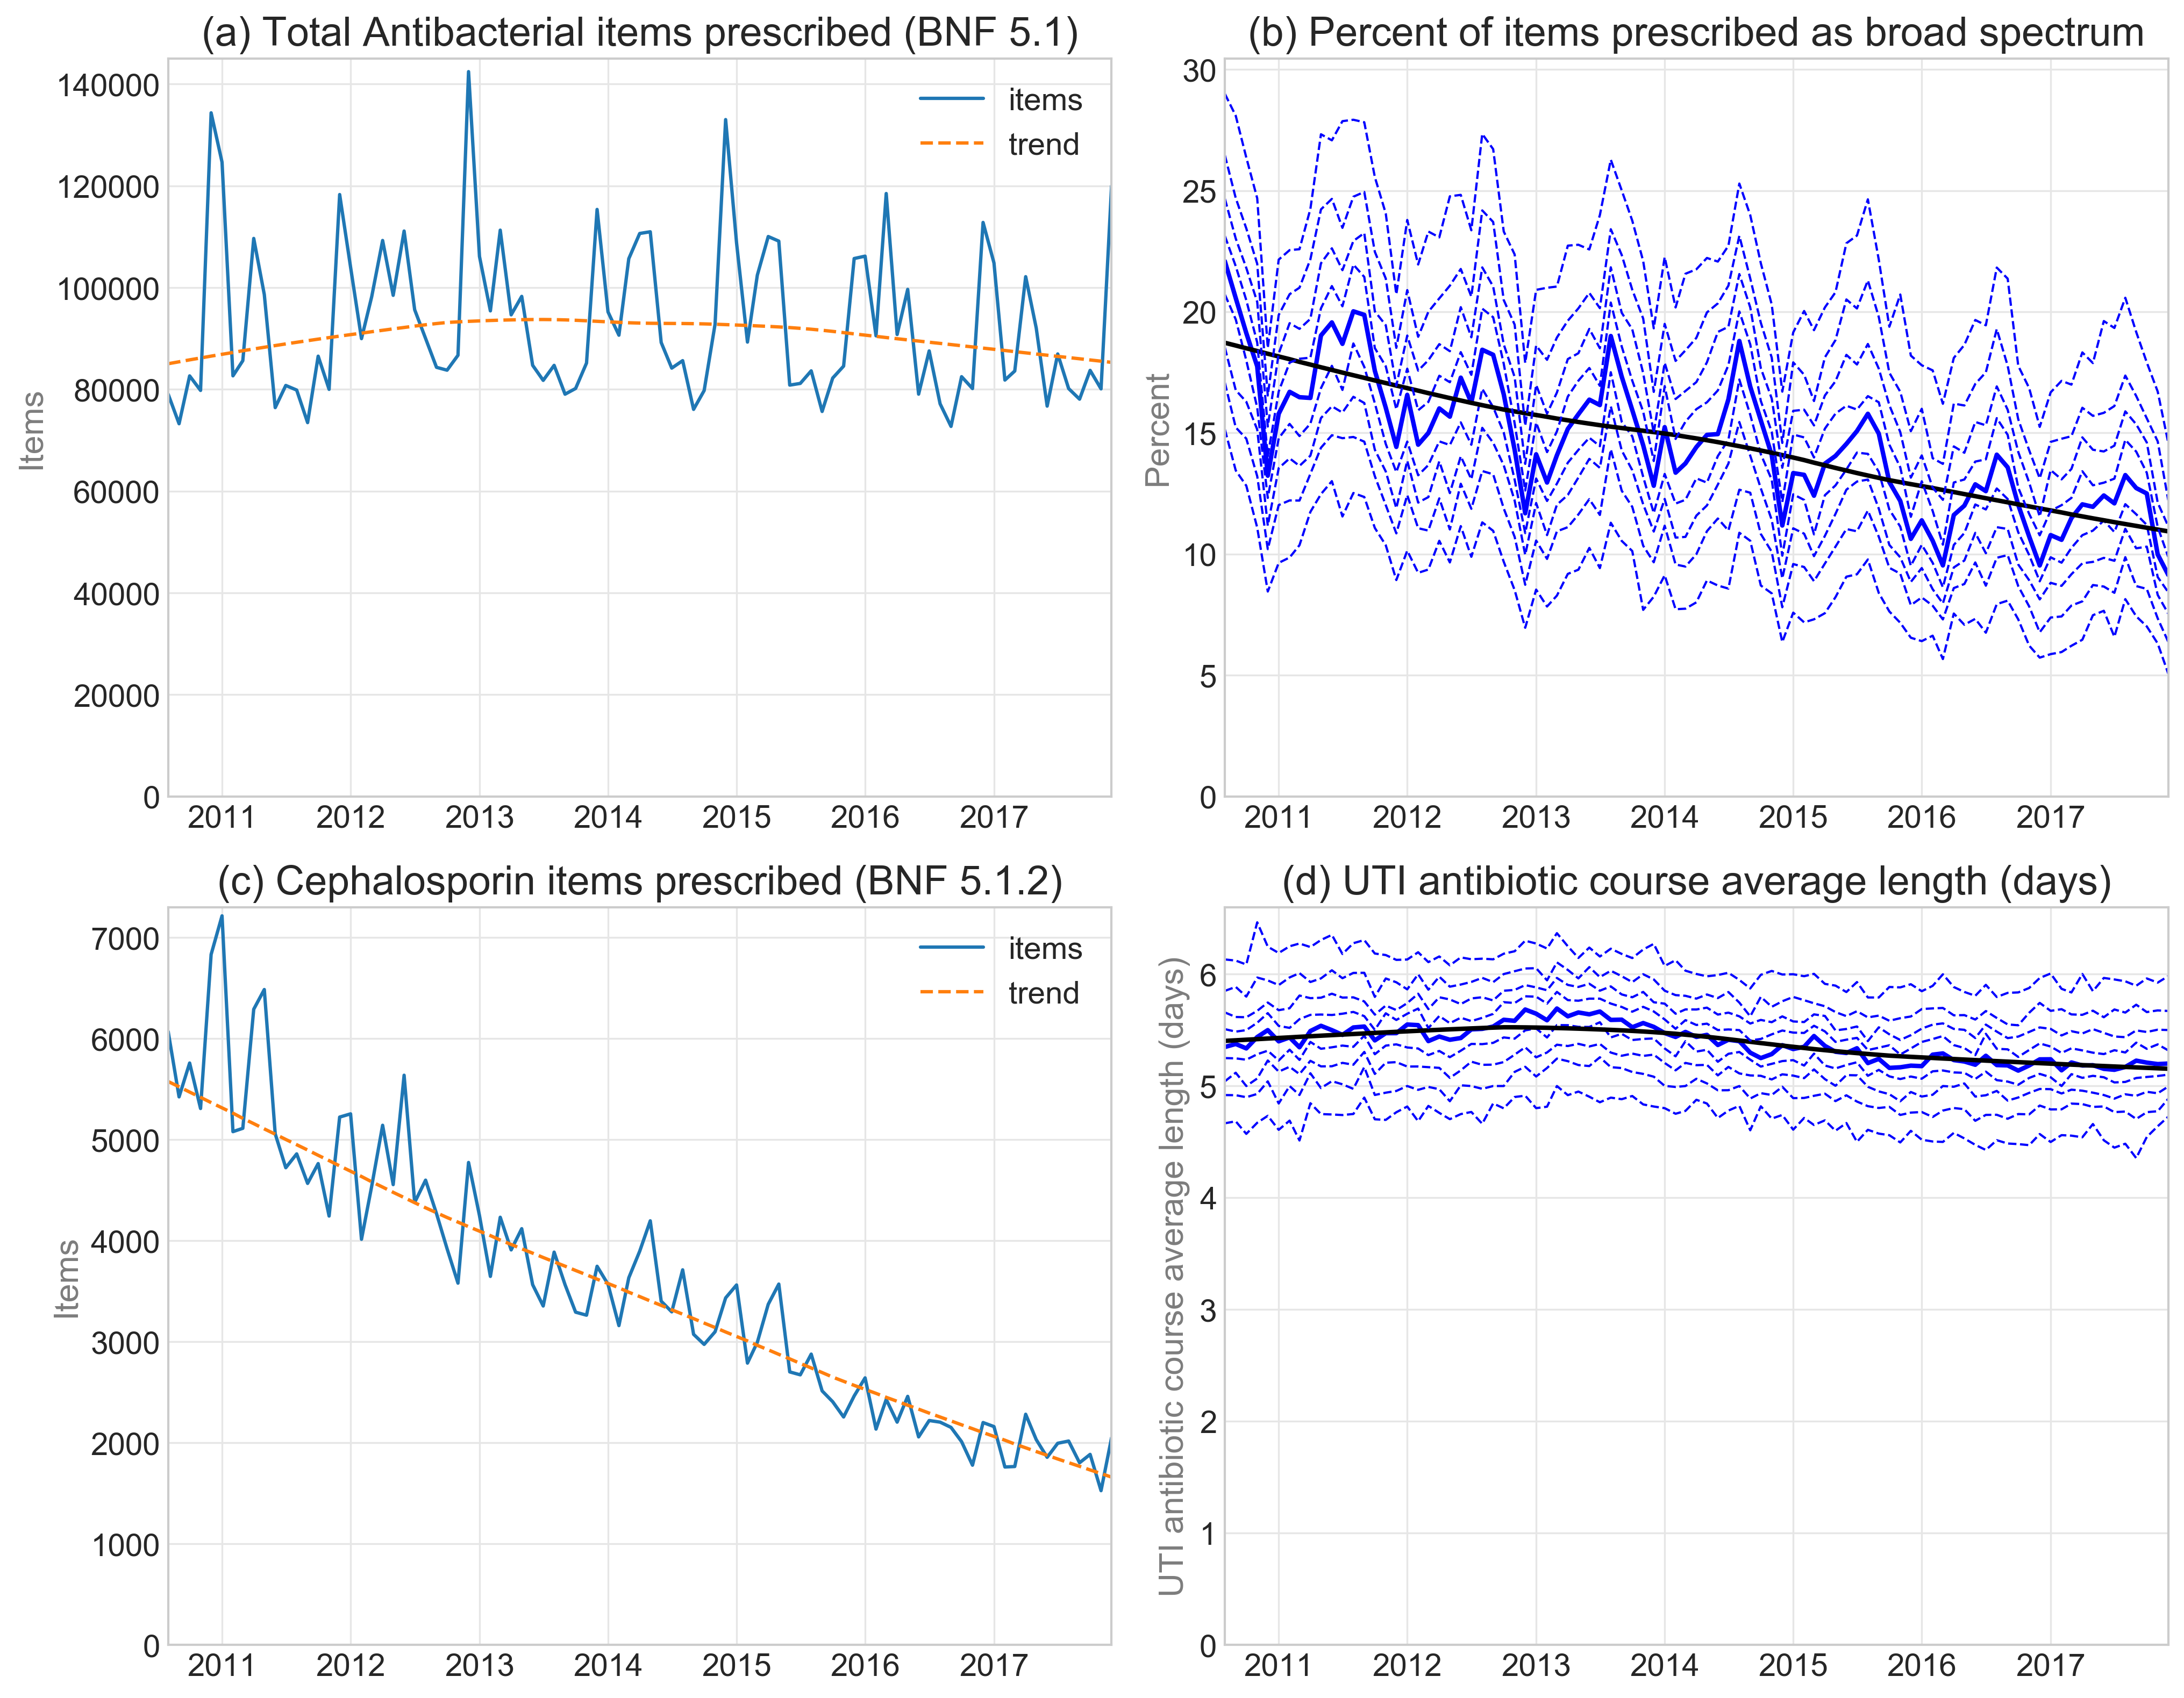 (a) Total Antibacterial items prescribed (BNF 5.1)
140000
120000
100000
80000
60000
40000
20000
0
Items
items
trend
2011 2012 2013 2014 2015 2016 2017
(b) Percent of items prescribed as broad spectrum
30
25
20
15
10
5
0
Percent
2011 2012 2013 2014 2015 2016 2017
(c) Cephalosporin items prescribed (BNF 5.1.2)
7000
6000
5000
4000
3000
2000
1000
0
Items
items
trend
2011 2012 2013 2014 2015 2016 2017
(d) UTI antibiotic course average length (days)
6
5
4
3
2
1
0
UTI antibiotic course average length (days)
2011 2012 2013 2014 2015 2016 2017